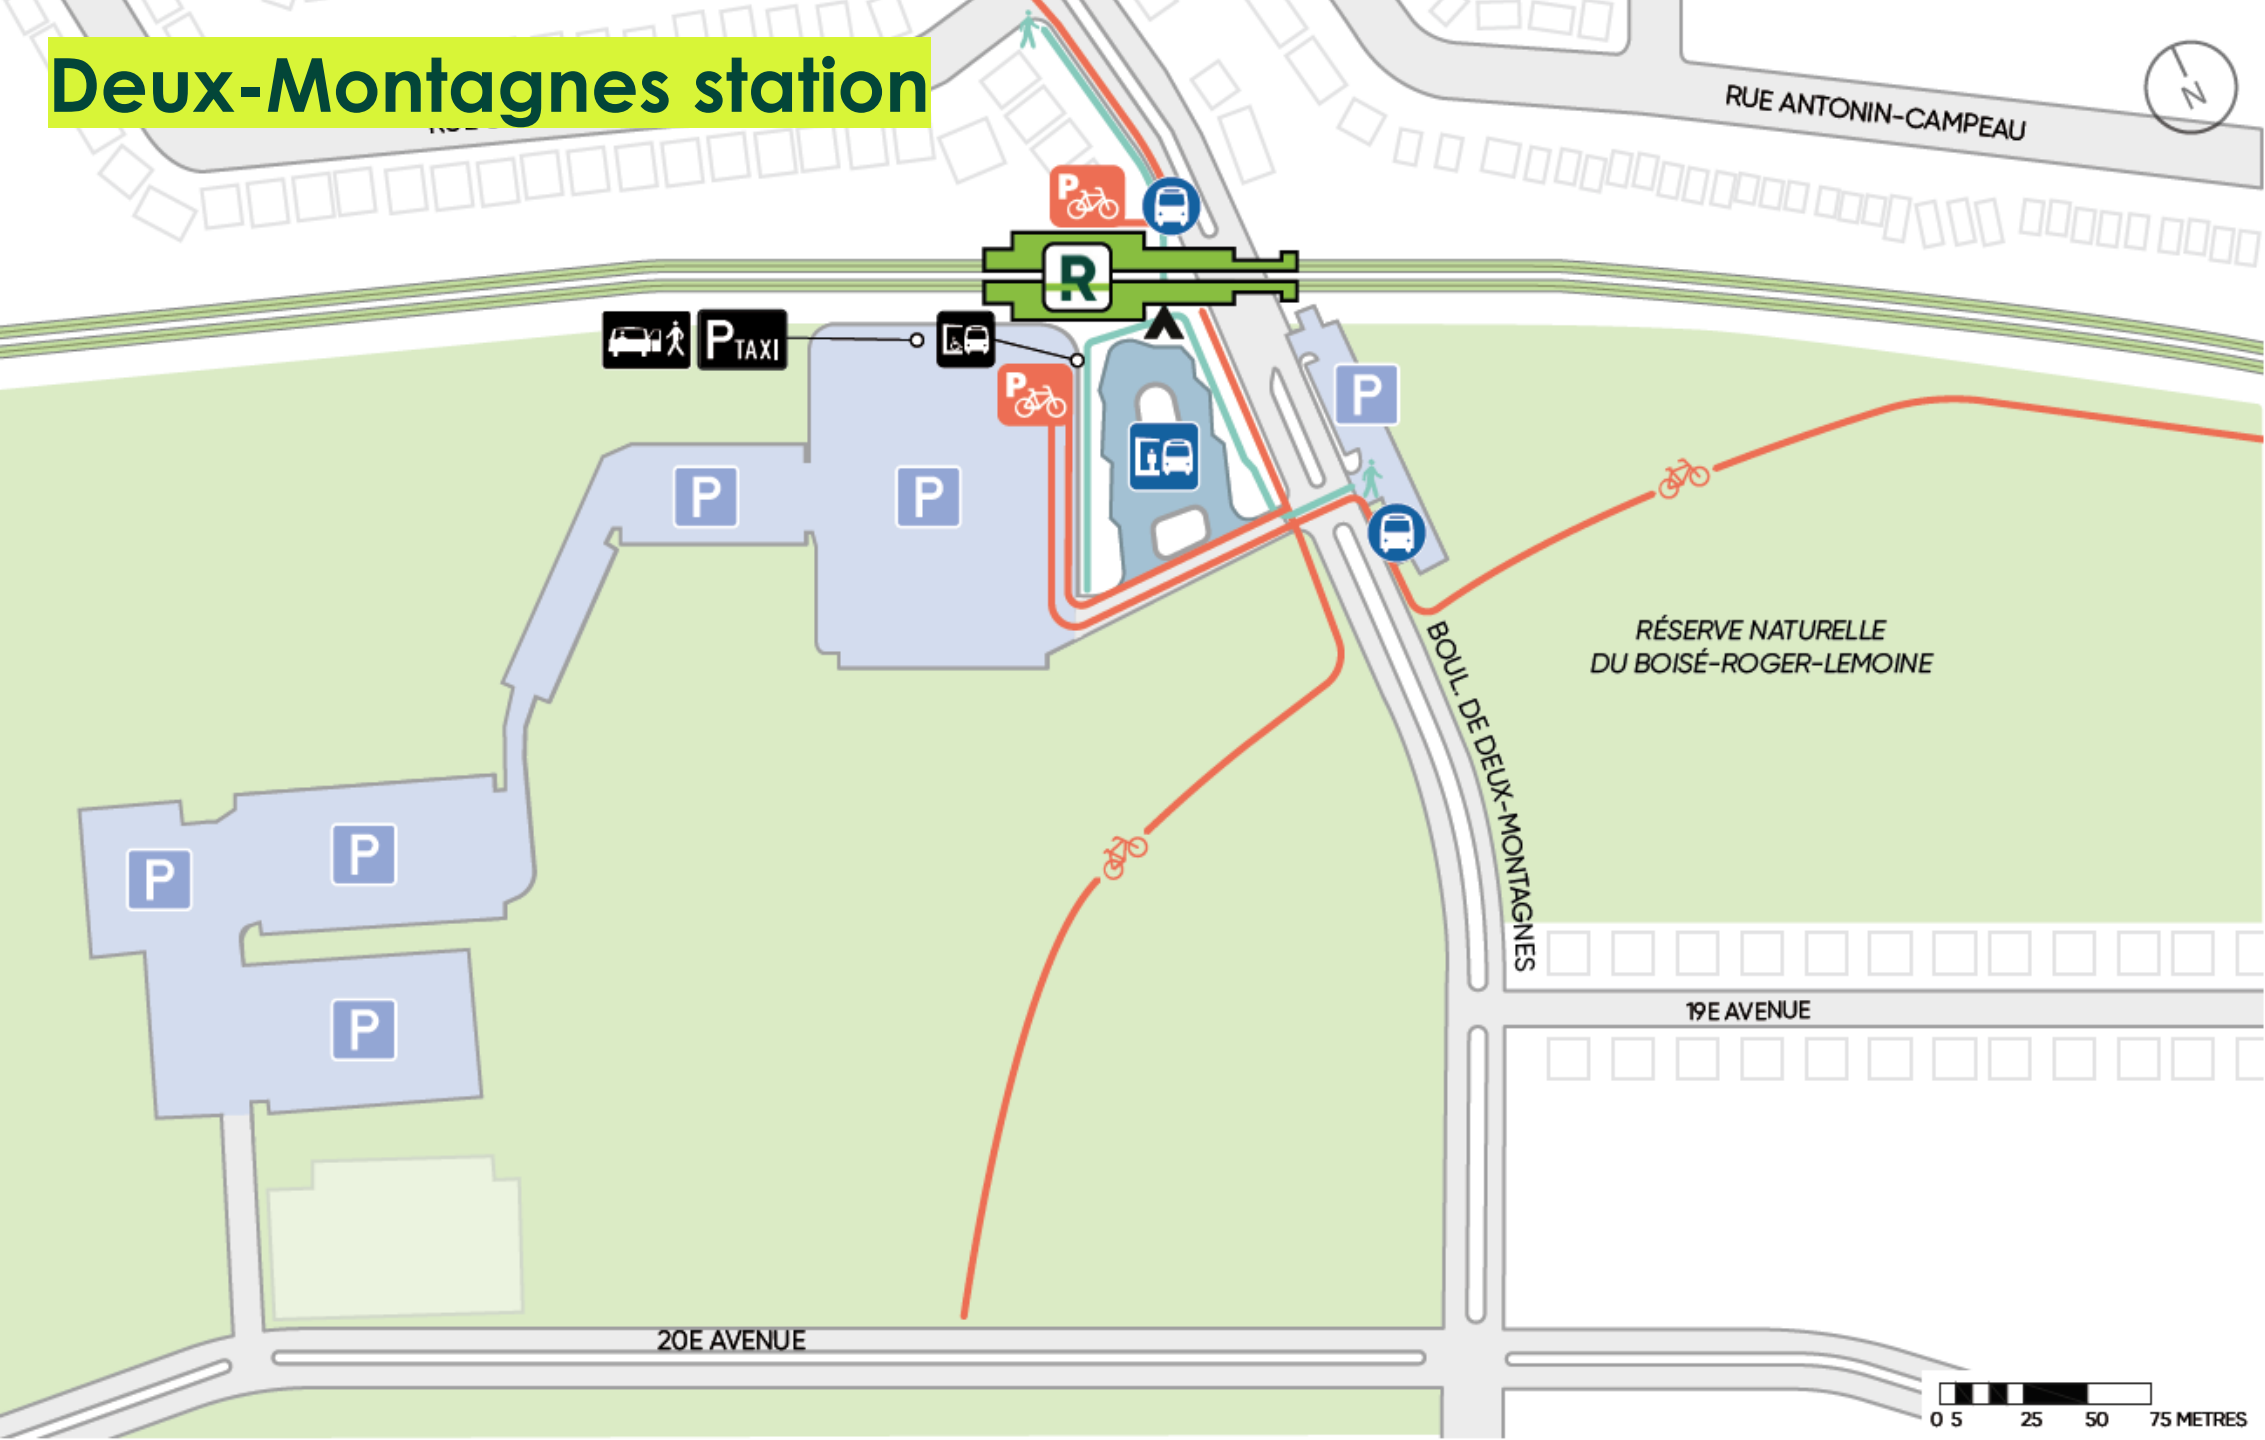 Deux-Montagnes station
RUE ANTONIN-CAMPEAU
N
P
R
P TAXI
P
P
P
P
RÉSERVE NATURELLE
DU BOISÉ-ROGER-LEMOINE
BOUL. DE DEUX-MONTAGNES
P
P
P
19E AVENUE
20E AVENUE
0 5 25 50 75 METRES